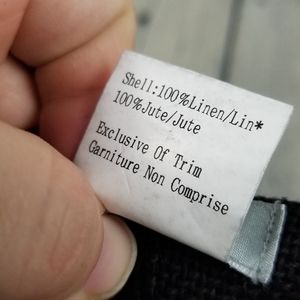 Shell:100%Linen/Lin*
100%Jute/Jute
Exclusive Of Trim
Garniture Non Comprise